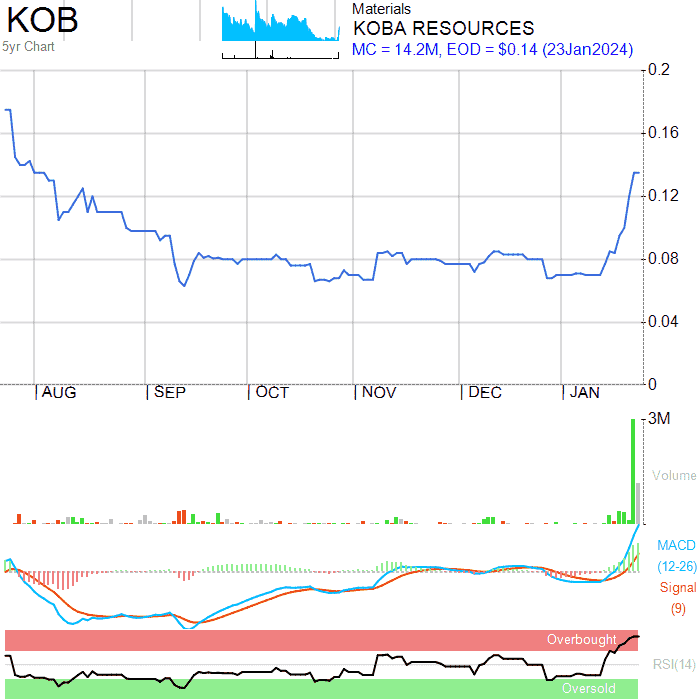 KOB
5yr Chart
Materials
KOBA RESOURCES
MC = 14.2M, EOD = $0.14 (23Jan2024)
0.2
0.16
0.12
0.08
0.04
0
AUG SEP OCT NOV DEC JAN
3M
Volume
MACD
(12-26)
Signal
(9)
Overbought
RSI(14)
Oversold